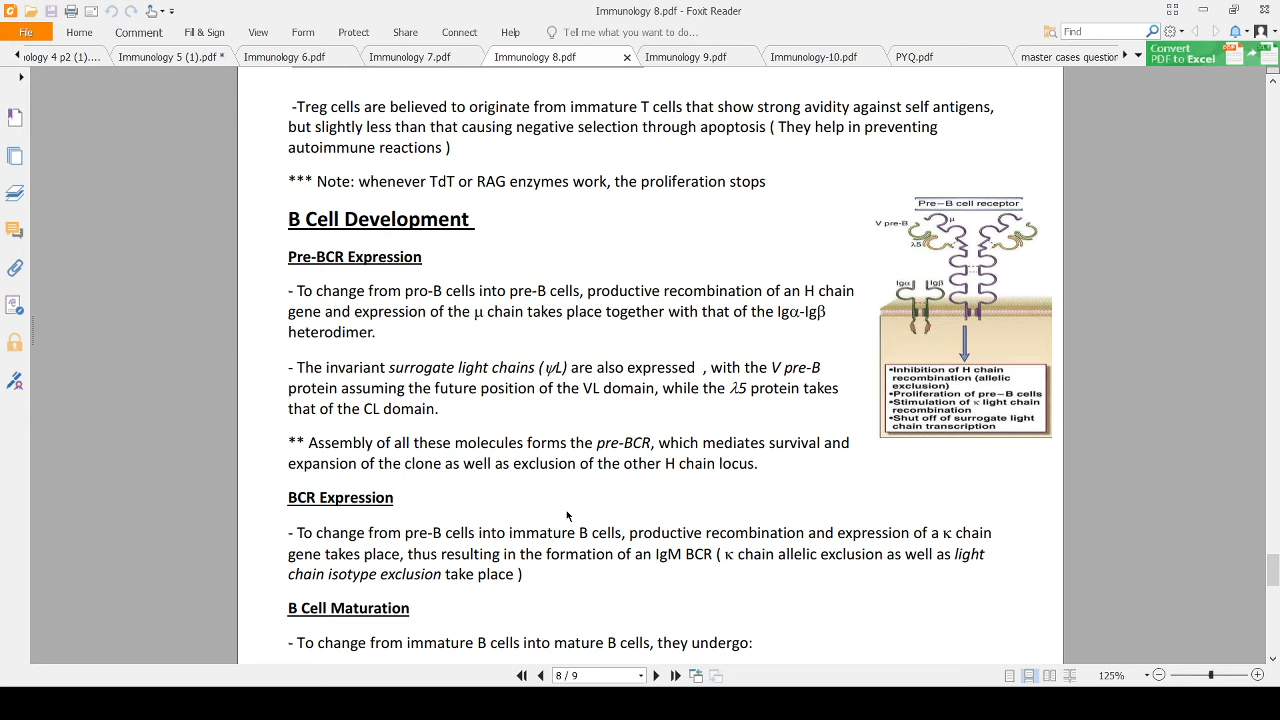 Immunology 8.pdf - Foxit Reader
File Home Comment View Form Fill & Sign Protect Share Connect Help Tell me what you want to do... Find
ology 4 p2 (1).... Immunology 5 (1).pdf * Immunology 6.pdf Immunology 7.pdf Immunology 8.pdf Immunology 9.pdf Immunology-10.pdf PYQ.pdf master cases question
Convert
PDF to Excel
-Treg cells are believed to originate from immature T cells that show strong avidity against self antigens,
but slightly less than that causing negative selection through apoptosis ( They help in preventing
autoimmune reactions )
*** Note: whenever TdT or RAG enzymes work, the proliferation stops
B Cell Development
Pre-BCR Expression
- To change from pro-B cells into pre-B cells, productive recombination of an H chain
gene and expression of the μ chain takes place together with that of the Igα-Igβ
heterodimer.
- The invariant surrogate light chains (ψL) are also expressed , with the V pre-B
protein assuming the future position of the VL domain, while the λ5 protein takes
that of the CL domain.
** Assembly of all these molecules forms the pre-BCR, which mediates survival and
expansion of the clone as well as exclusion of the other H chain locus.
Pre-B cell receptor
V pre-B
μ
λ5
Igα Igβ
•Inhibition of H chain
recombination (allelic
exclusion)
•Proliferation of pre-B cells
•Stimulation of κ light chain
recombination
•Shut off of surrogate light
chain transcription
BCR Expression
- To change from pre-B cells into immature B cells, productive recombination and expression of a κ chain
gene takes place, thus resulting in the formation of an IgM BCR ( κ chain allelic exclusion as well as light
chain isotype exclusion take place )
B Cell Maturation
- To change from immature B cells into mature B cells, they undergo:
8 / 9
125%